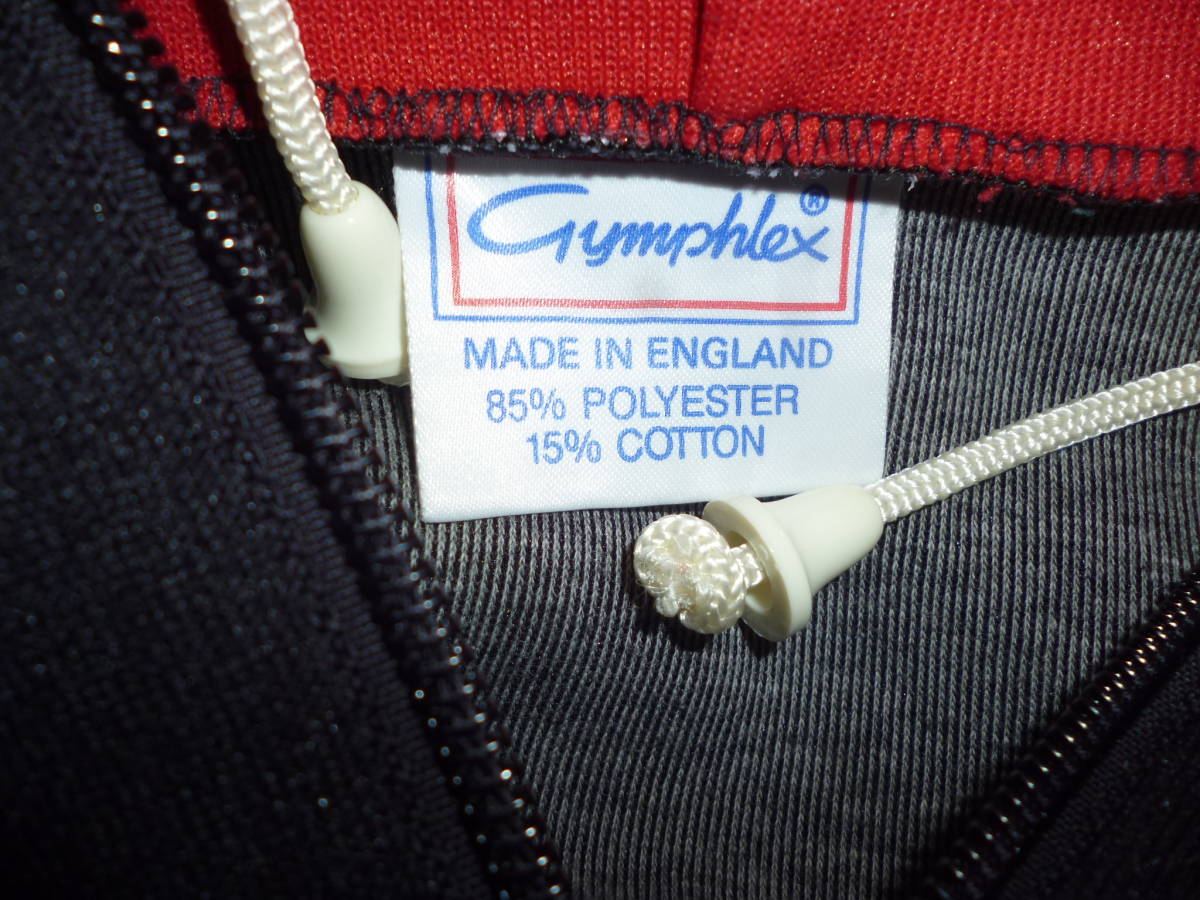 Gymphlex®
MADE IN ENGLAND
85% POLYESTER
15% COTTON